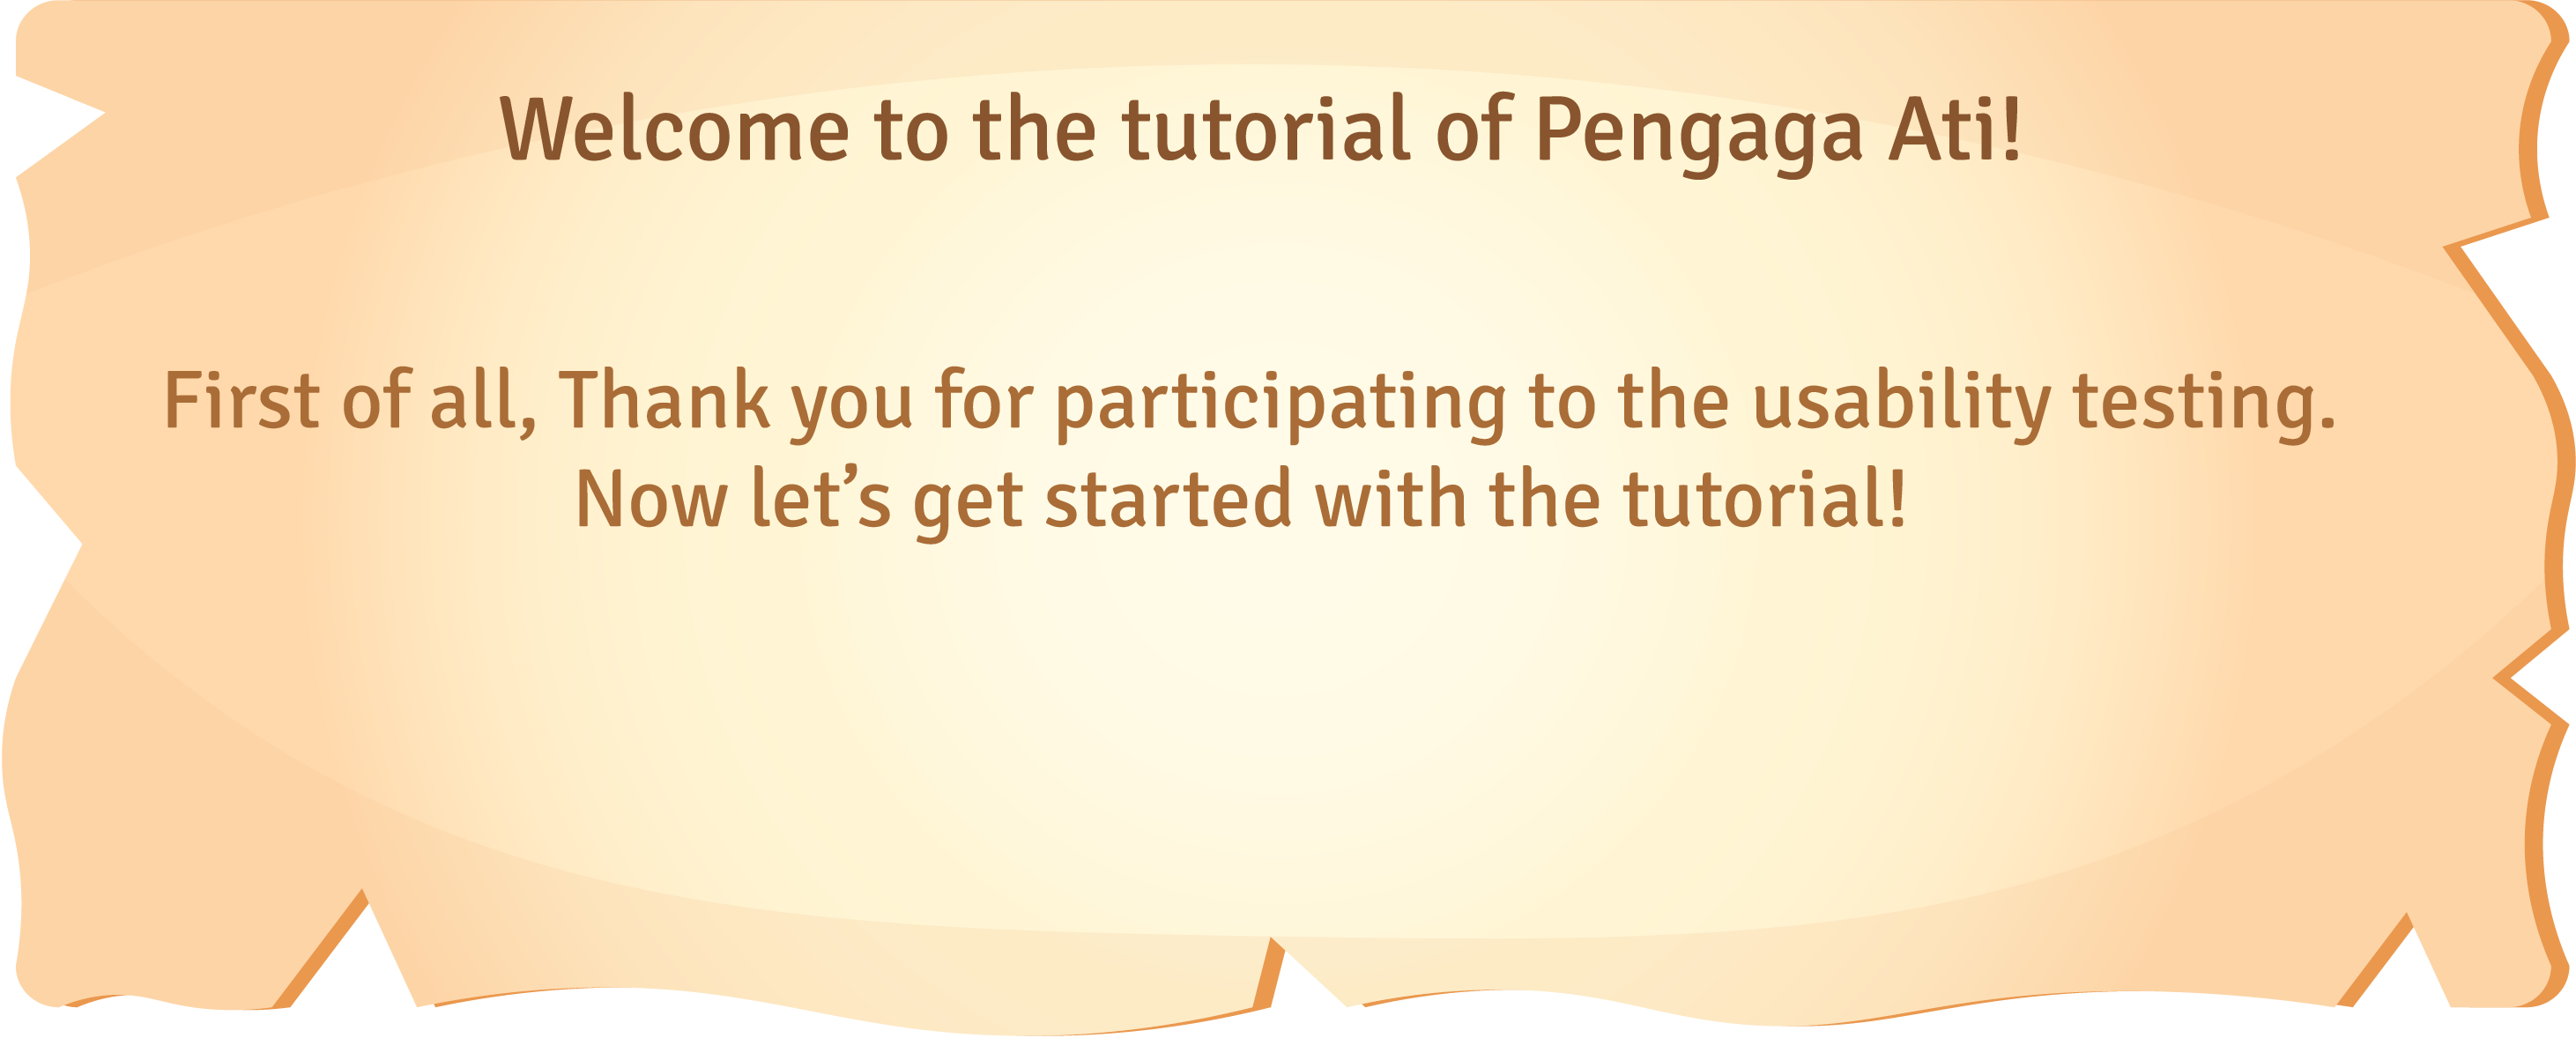 Welcome to the tutorial of Pengaga Ati!
First of all, Thank you for participating to the usability testing.
Now let’s get started with the tutorial!